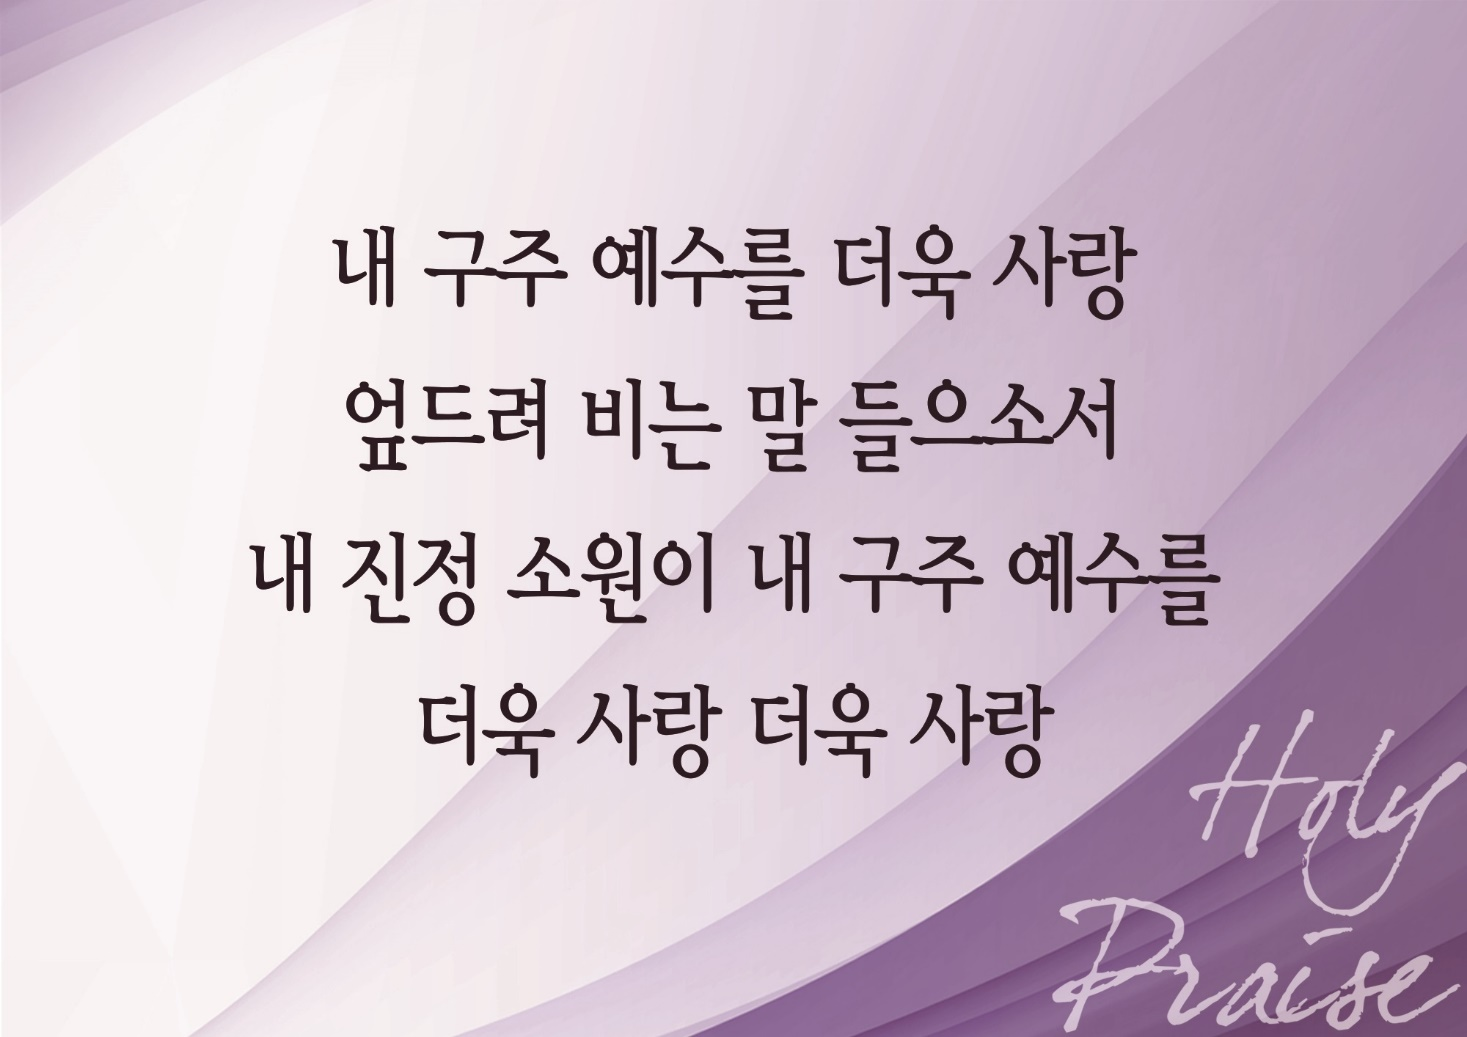 내 구주 예수를 더욱 사랑
엎드려 비는 말 들으소서
내 진정 소원이 내 구주 예수를
더욱 사랑 더욱 사랑
Holy
Praise